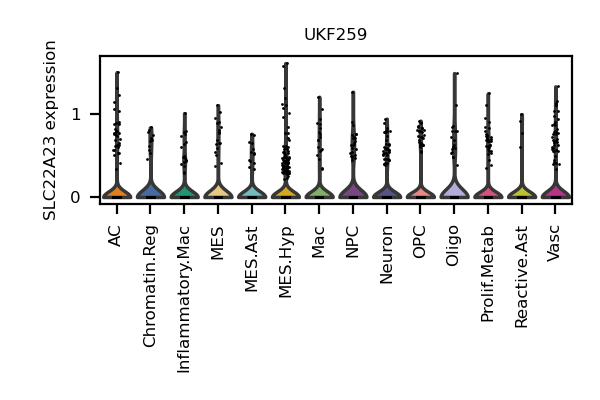 UKF259
SLC22A23 expression
1
0
AC
Chromatin.Reg
Inflammatory.Mac
MES
MES.Ast
MES.Hyp
Mac
NPC
Neuron
OPC
Oligo
Prolif.Metab
Reactive.Ast
Vasc